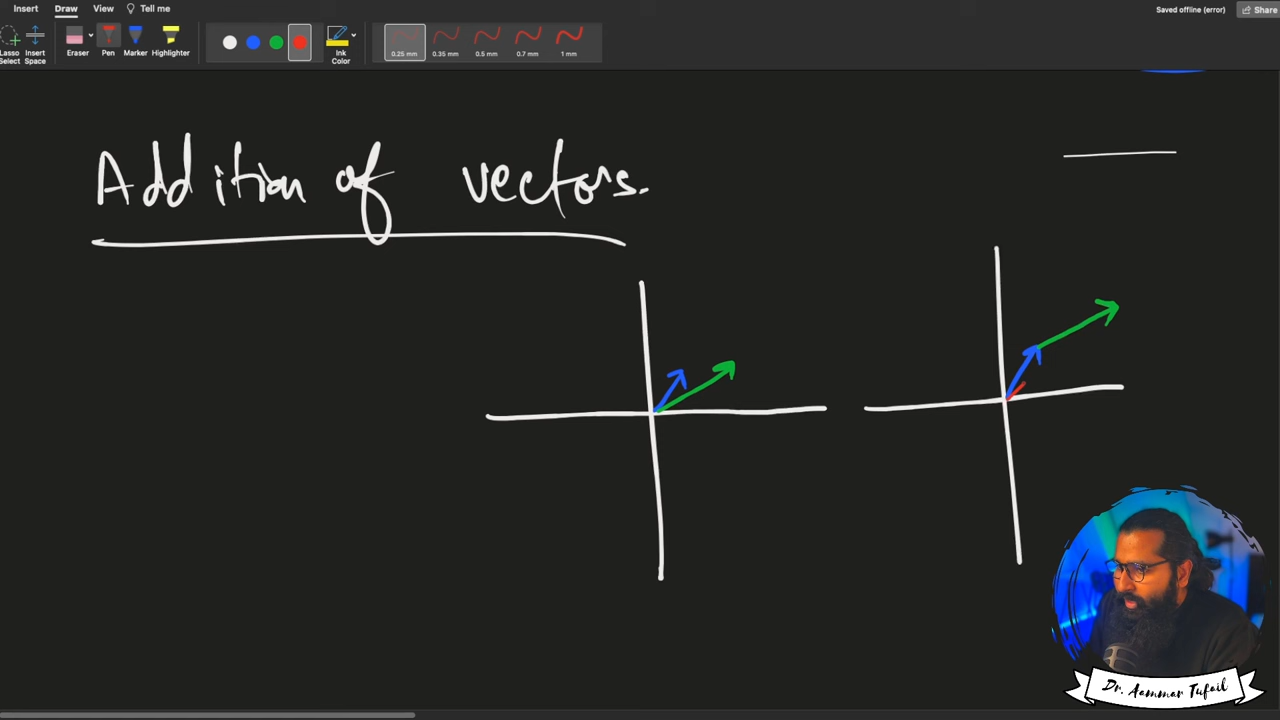 Insert Draw View Tell me Saved offline (error) Share
Lasso Select
Insert Space
Eraser
Pen
Marker
Highlighter
Ink Color
0.25 mm 0.35 mm 0.5 mm 0.7 mm 1 mm
Addition of vectors.
Dr. Aammar Tufail